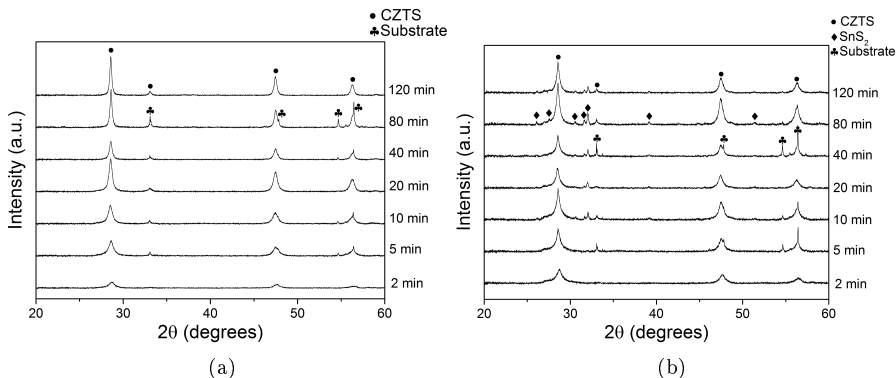 ● CZTS
♣ Substrate
120 min
80 min
40 min
20 min
10 min
5 min
2 min
Intensity (a.u.)
20 30 40 50 60
2θ (degrees)
(a)
● CZTS
♦ SnS2
♣ Substrate
120 min
80 min
40 min
20 min
10 min
5 min
2 min
Intensity (a.u.)
20 30 40 50 60
2θ (degrees)
(b)